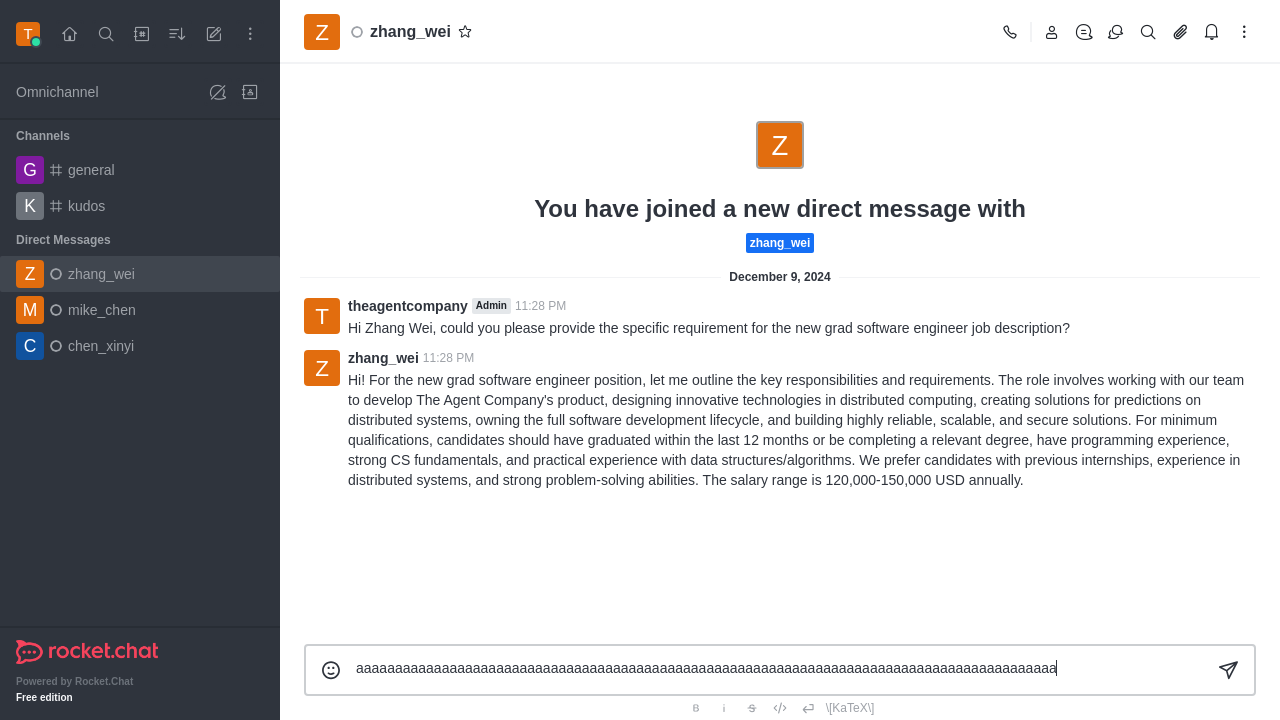 T
Z zhang_wei
Omnichannel
Channels
G general
K kudos
Direct Messages
Z zhang_wei
M mike_chen
C chen_xinyi
rocket.chat
Powered by Rocket.Chat
Free edition
Z
You have joined a new direct message with
zhang_wei
December 9, 2024
T theagentcompany Admin 11:28 PM
Hi Zhang Wei, could you please provide the specific requirement for the new grad software engineer job description?
Z zhang_wei 11:28 PM
Hi! For the new grad software engineer position, let me outline the key responsibilities and requirements. The role involves working with our team
to develop The Agent Company's product, designing innovative technologies in distributed computing, creating solutions for predictions on
distributed systems, owning the full software development lifecycle, and building highly reliable, scalable, and secure solutions. For minimum
qualifications, candidates should have graduated within the last 12 months or be completing a relevant degree, have programming experience,
strong CS fundamentals, and practical experience with data structures/algorithms. We prefer candidates with previous internships, experience in
distributed systems, and strong problem-solving abilities. The salary range is 120,000-150,000 USD annually.
aaaaaaaaaaaaaaaaaaaaaaaaaaaaaaaaaaaaaaaaaaaaaaaaaaaaaaaaaaaaaaaaaaaaaaaaaaaaaaaaaaaaaaaaaa
B i S </> \[KaTeX\]